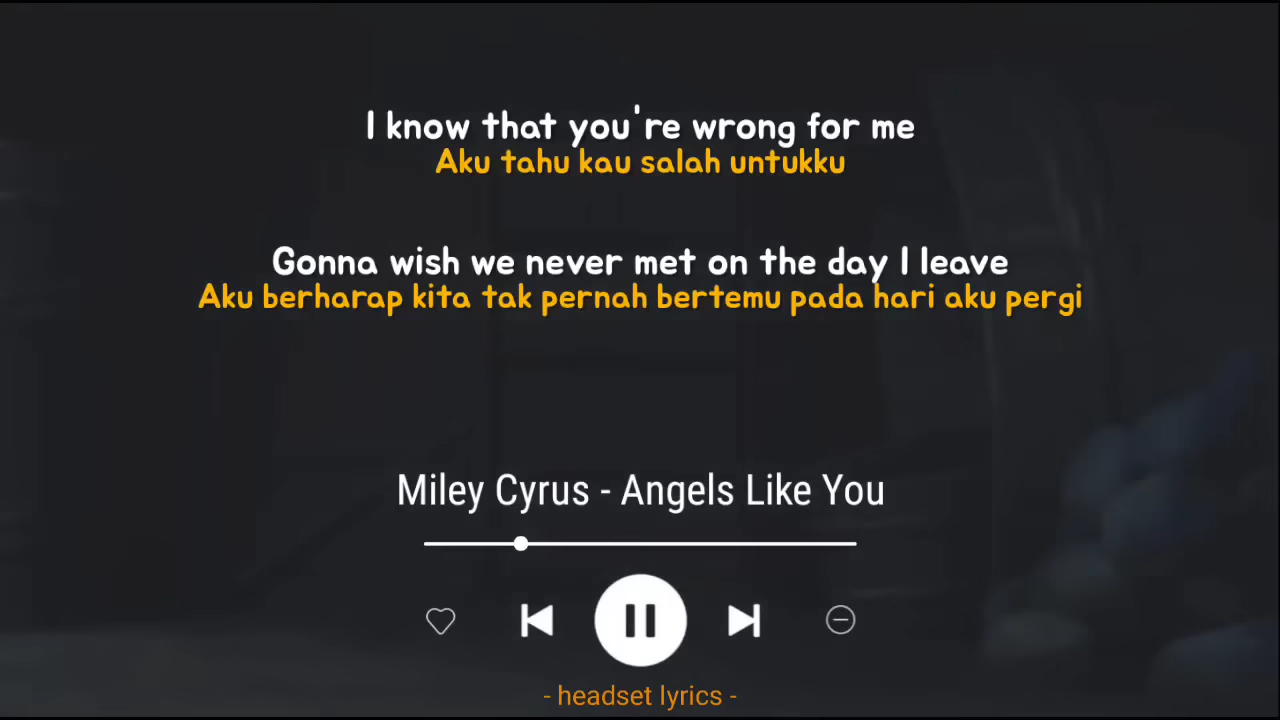 I know that you're wrong for me
Aku tahu kau salah untukku
Gonna wish we never met on the day I leave
Aku berharap kita tak pernah bertemu pada hari aku pergi
Miley Cyrus - Angels Like You
- headset lyrics -